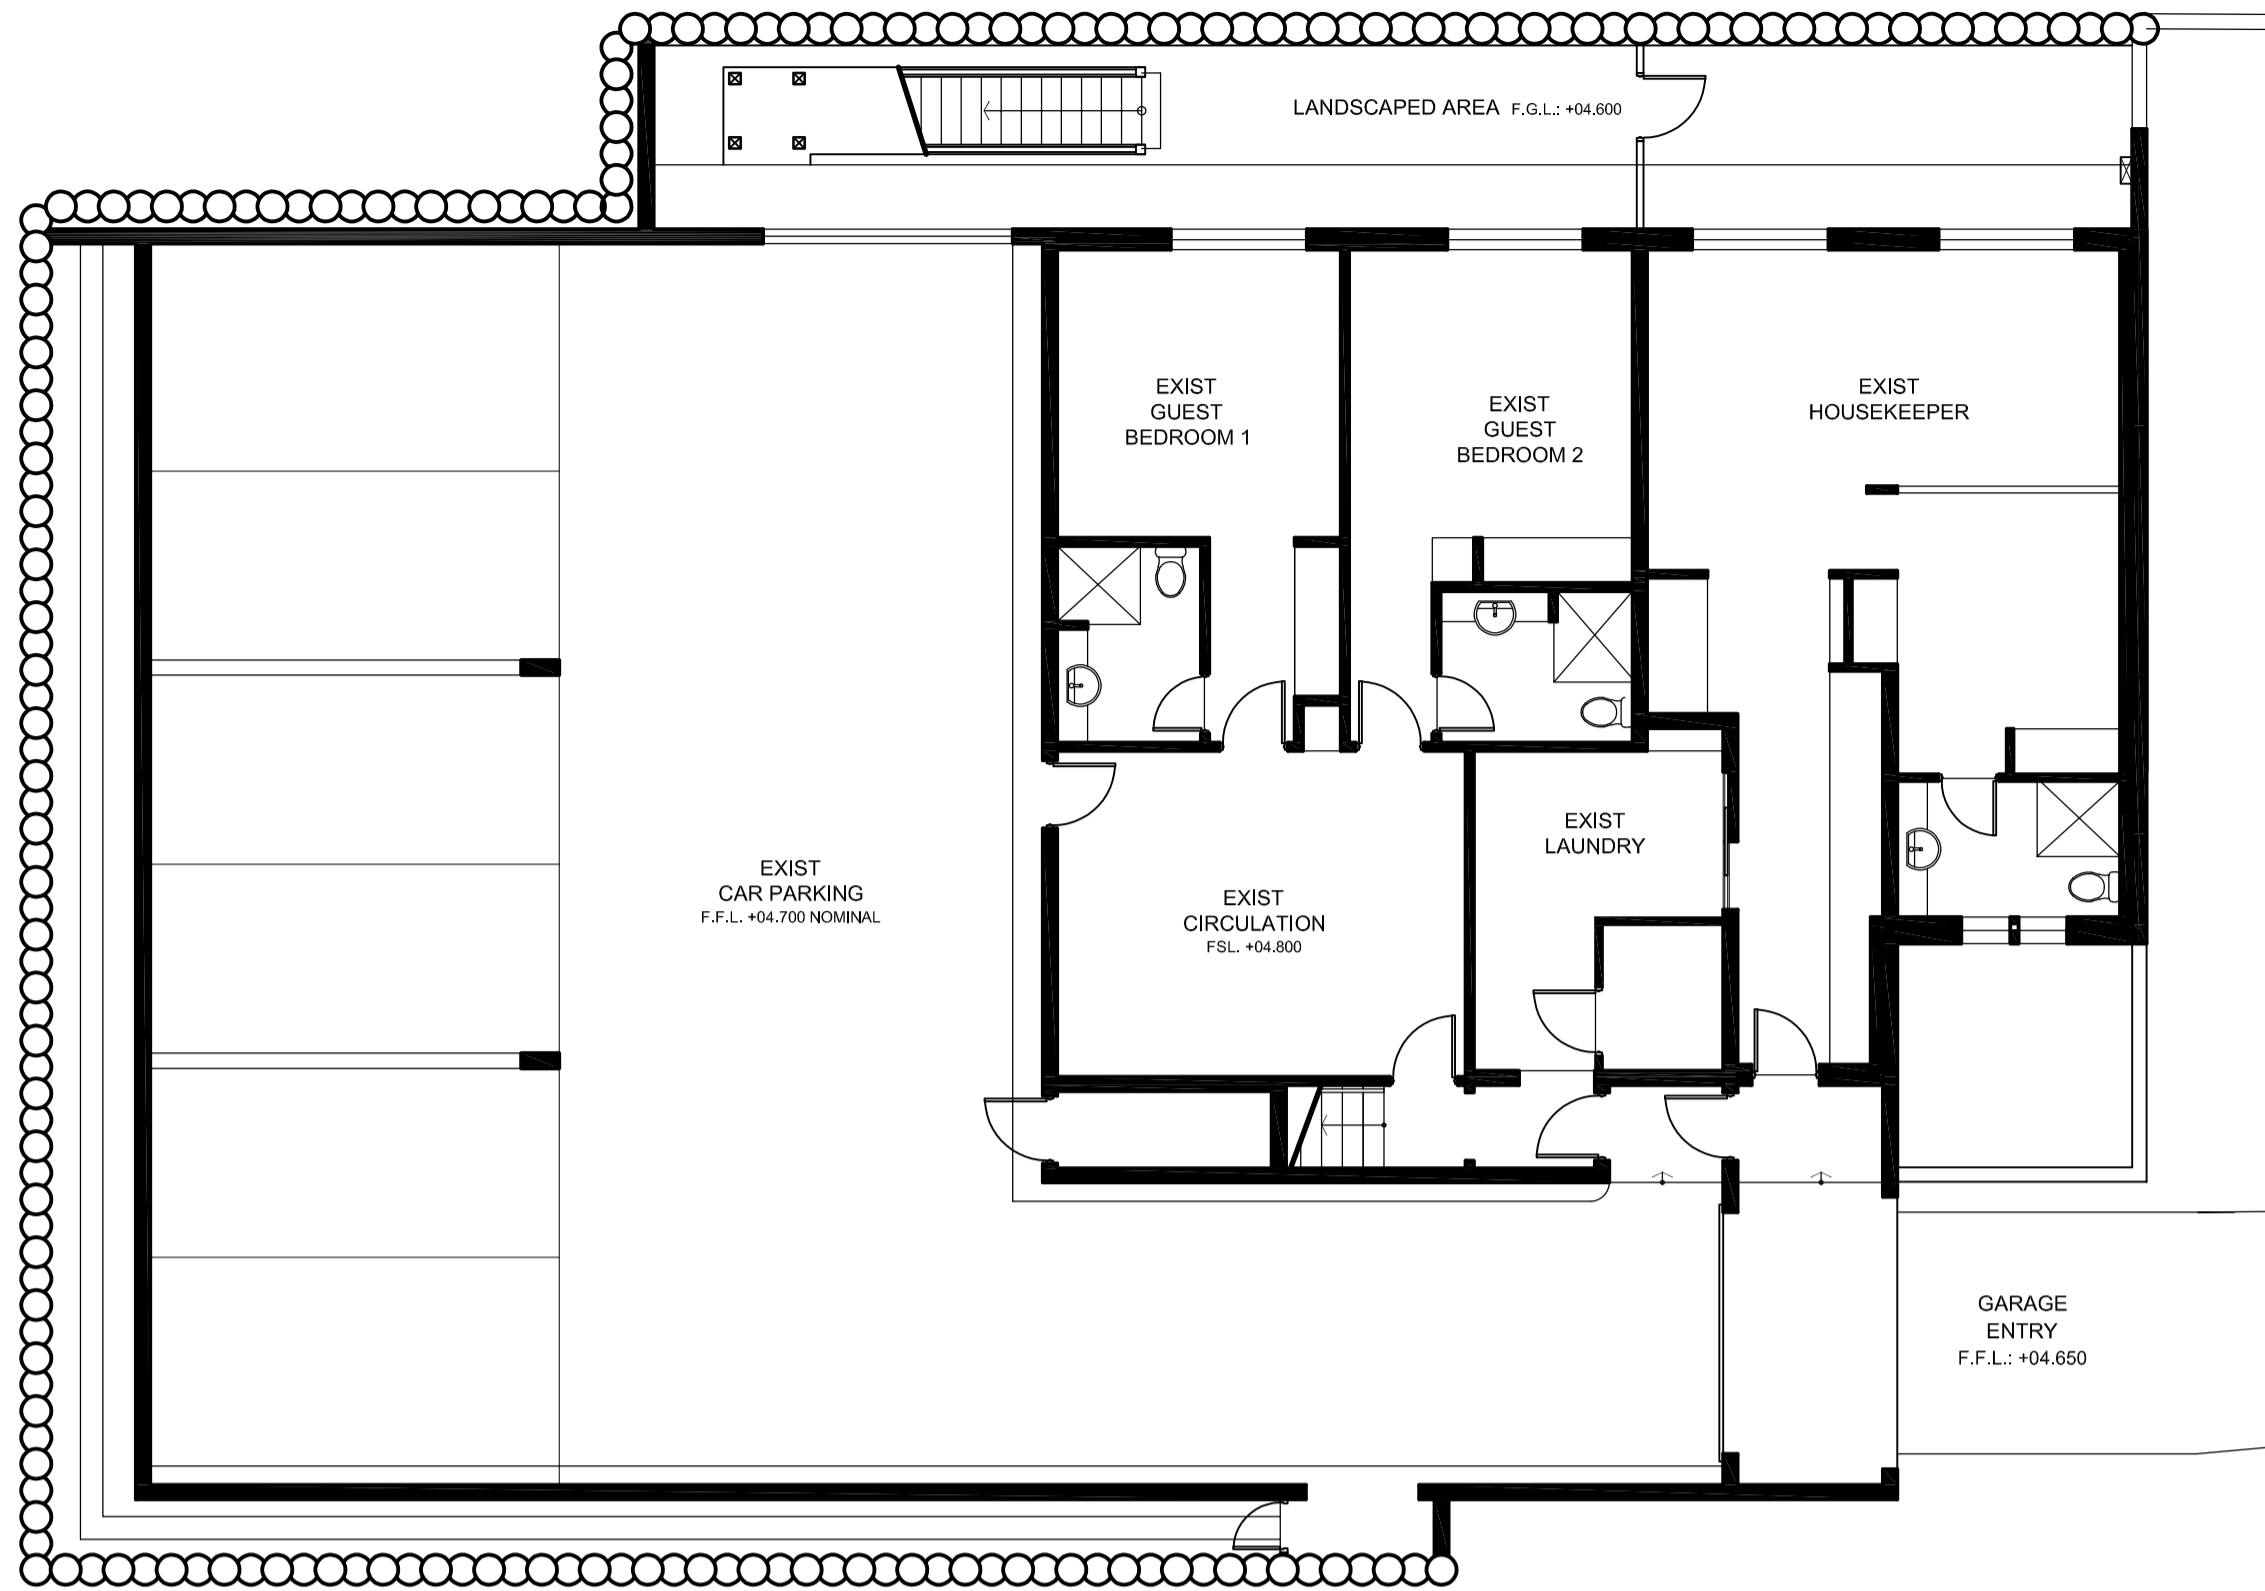 LANDSCAPED AREA F.G.L.: +04.600
EXIST
GUEST
BEDROOM 1
EXIST
GUEST
BEDROOM 2
EXIST
HOUSEKEEPER
EXIST
CAR PARKING
F.F.L. +04.700 NOMINAL
EXIST
CIRCULATION
FSL. +04.800
EXIST
LAUNDRY
GARAGE
ENTRY
F.F.L.: +04.650